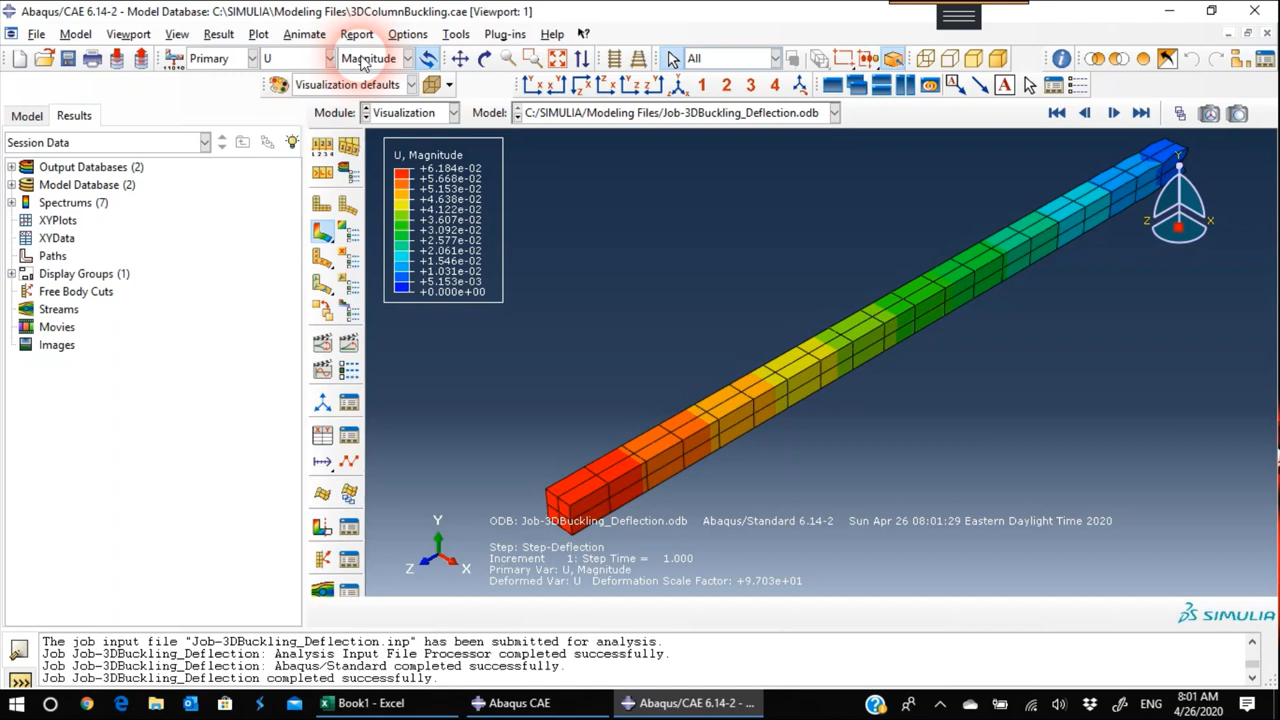 Abaqus/CAE 6.14-2 - Model Database: C:\SIMULIA\Modeling Files\3DColumnBuckling.cae [Viewport: 1]
File Model Viewport View Result Plot Animate Report Options Tools Plug-ins Help
Primary U Magnitude All
Visualization defaults 1 2 3 4
Model Results Module: Visualization Model: C:/SIMULIA/Modeling Files/Job-3DBuckling_Deflection.odb
Session Data
Output Databases (2)
Model Database (2)
Spectrums (7)
XYPlots
XYData
Paths
Display Groups (1)
Free Body Cuts
Streams
Movies
Images
U, Magnitude
+6.184e-02
+5.668e-02
+5.153e-02
+4.638e-02
+4.122e-02
+3.607e-02
+3.092e-02
+2.577e-02
+2.061e-02
+1.546e-02
+1.031e-02
+5.153e-03
+0.000e+00
Y
Z X
ODB: Job-3DBuckling_Deflection.odb Abaqus/Standard 6.14-2 Sun Apr 26 08:01:29 Eastern Daylight Time 2020
Step: Step-Deflection
Increment 1: Step Time = 1.000
Primary Var: U, Magnitude
Deformed Var: U Deformation Scale Factor: +9.703e+01
Y
Z X
SIMULIA
The job input file "Job-3DBuckling_Deflection.inp" has been submitted for analysis.
Job Job-3DBuckling_Deflection: Analysis Input File Processor completed successfully.
Job Job-3DBuckling_Deflection: Abaqus/Standard completed successfully.
Job Job-3DBuckling_Deflection completed successfully.
Book1 - Excel Abaqus CAE Abaqus/CAE 6.14-2 - ... ENG 8:01 AM
4/26/2020